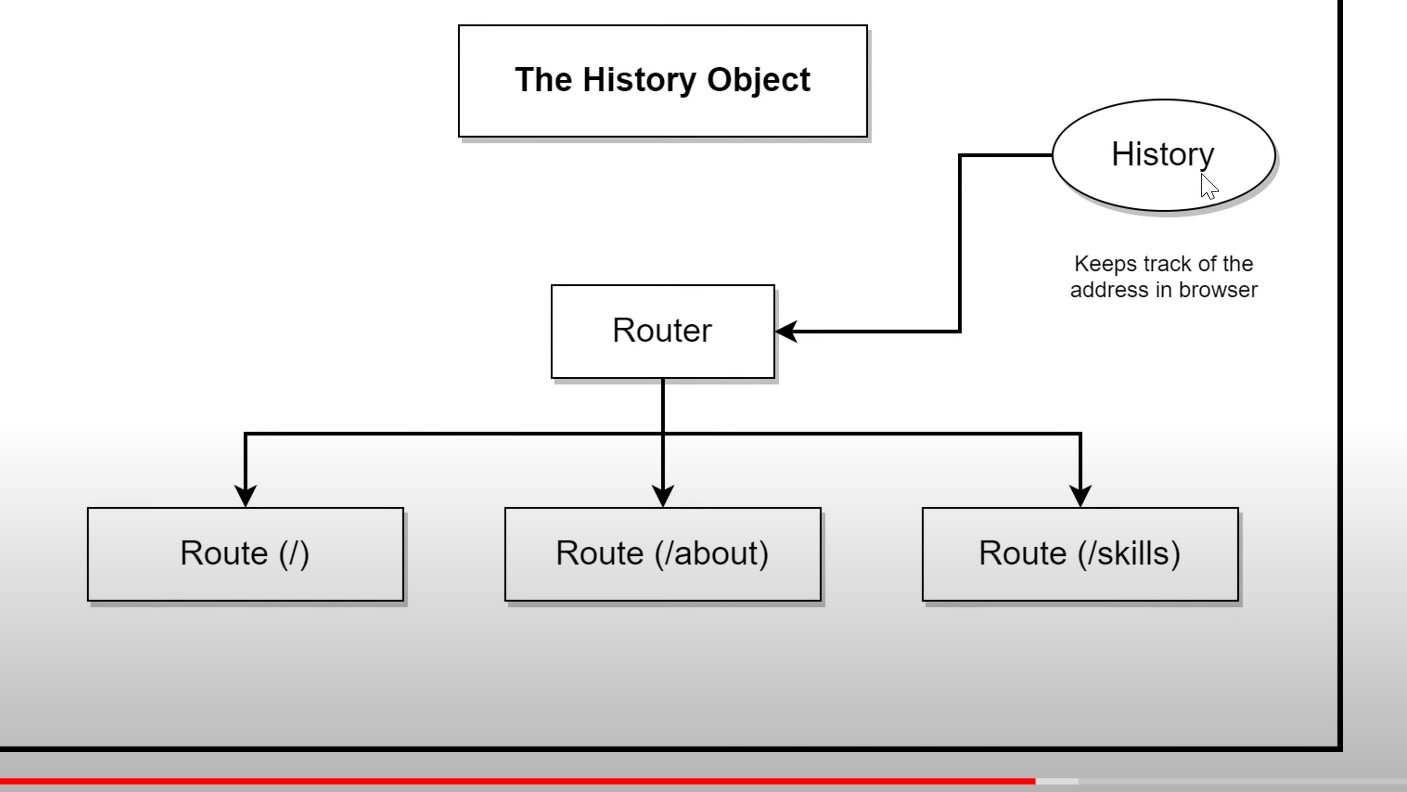 The History Object
History
Keeps track of the
address in browser
Router
Route (/)
Route (/about)
Route (/skills)